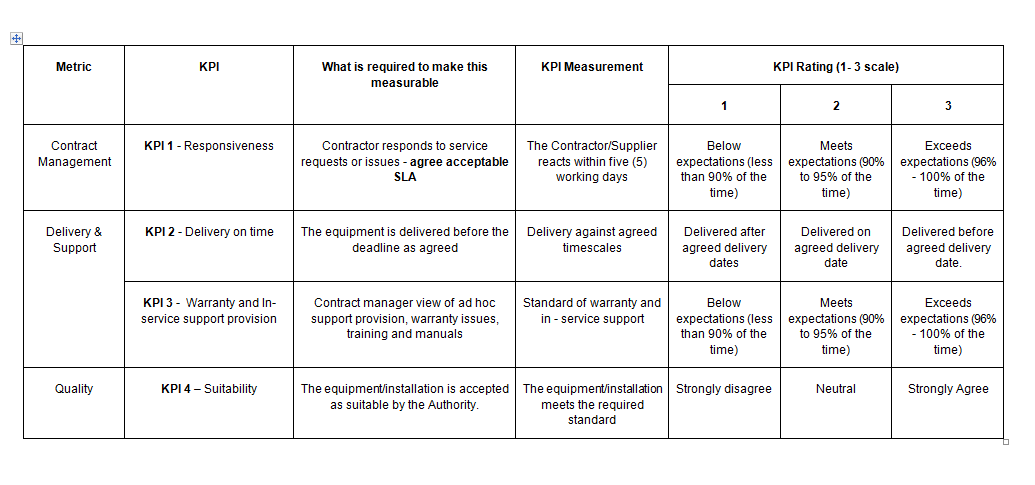 Metric
KPI
What is required to make this
measurable
KPI Measurement
KPI Rating (1- 3 scale)
1
2
3
Contract
Management
KPI 1 - Responsiveness
Contractor responds to service
requests or issues - agree acceptable
SLA
The Contractor/Supplier
reacts within five (5)
working days
Below
expectations (less
than 90% of the
time)
Meets
expectations (90%
to 95% of the
time)
Exceeds
expectations (96%
- 100% of the
time)
Delivery &
Support
KPI 2 - Delivery on time
The equipment is delivered before the
deadline as agreed
Delivery against agreed
timescales
Delivered after
agreed delivery
dates
Delivered on
agreed delivery
date
Delivered before
agreed delivery
date.
KPI 3 - Warranty and In-
service support provision
Contract manager view of ad hoc
support provision, warranty issues,
training and manuals
Standard of warranty and
in - service support
Below
expectations (less
than 90% of the
time)
Meets
expectations (90%
to 95% of the
time)
Exceeds
expectations (96%
- 100% of the
time)
Quality
KPI 4 – Suitability
The equipment/installation is accepted
as suitable by the Authority.
The equipment/installation
meets the required
standard
Strongly disagree
Neutral
Strongly Agree